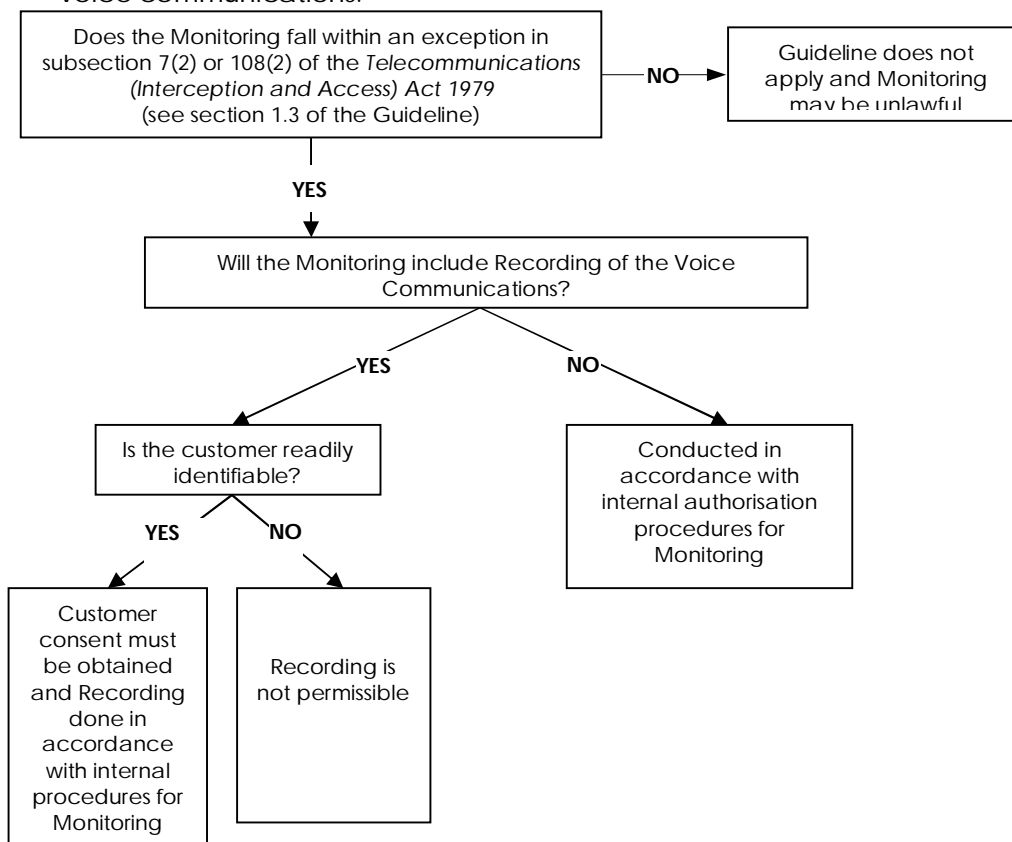 voice communications.
Does the Monitoring fall within an exception in
subsection 7(2) or 108(2) of the Telecommunications
(Interception and Access) Act 1979
(see section 1.3 of the Guideline)
NO
Guideline does not
apply and Monitoring
may be unlawful
YES
Will the Monitoring include Recording of the Voice
Communications?
YES
NO
Is the customer readily
identifiable?
Conducted in
accordance with
internal authorisation
procedures for
Monitoring
YES
NO
Customer
consent must
be obtained
and Recording
done in
accordance
with internal
procedures for
Monitoring
Recording is
not permissible